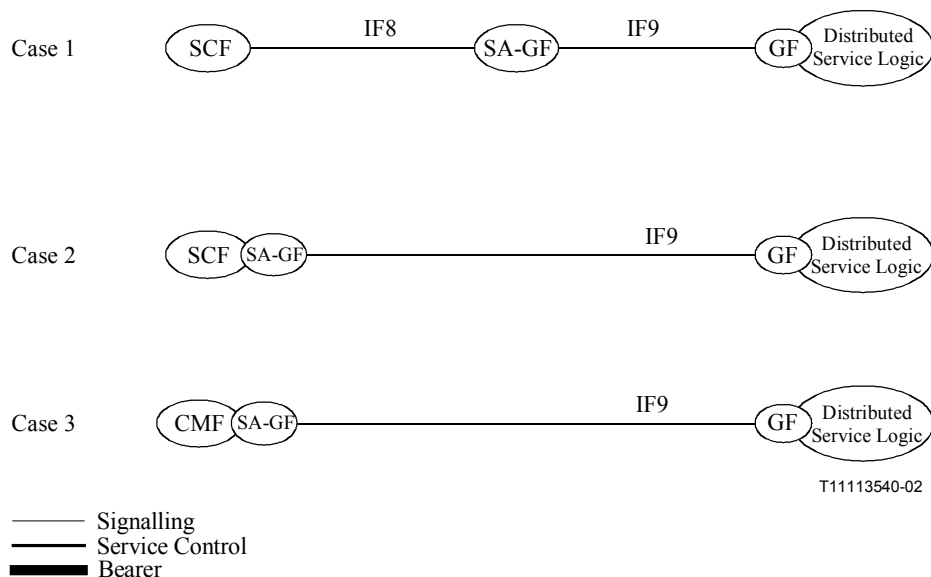 Case 1 SCF IF8 SA-GF IF9 GF Distributed
Service Logic
Case 2 SCF SA-GF IF9 GF Distributed
Service Logic
Case 3 CMF SA-GF IF9 GF Distributed
Service Logic
T11113540-02
Signalling
Service Control
Bearer